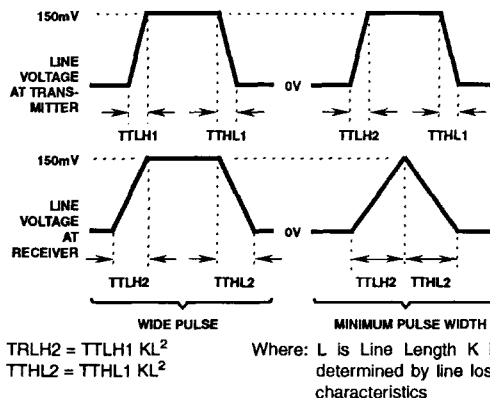 150mV
LINE
VOLTAGE
AT TRANS-
MITTER
0V
TTLH1
TTHL1
TTLH2
TTHL1
150mV
LINE
VOLTAGE
AT
RECEIVER
0V
TTLH2
TTHL2
TTLH2
TTHL2
WIDE PULSE
MINIMUM PULSE WIDTH
TRLH2 = TTLH1 KL²
TTHL2 = TTHL1 KL²
Where: L is Line Length K
determined by line
characteristics